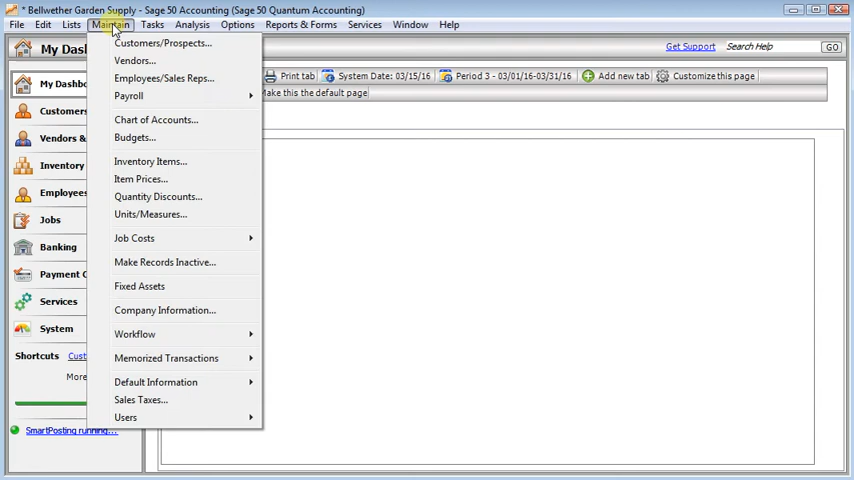 * Bellwether Garden Supply - Sage 50 Accounting (Sage 50 Quantum Accounting)
File Edit Lists Maintain Tasks Analysis Options Reports & Forms Services Window Help
My Das
Get Support Search Help GO
Print tab System Date: 03/15/16 Period 3 - 03/01/16-03/31/16 Add new tab Customize this page
Make this the default page
My Dashbo
Customers
Vendors &
Inventory
Employees
Jobs
Banking
Payment C
Services
System
Shortcuts Cust
More
SmartPosting running...
Customers/Prospects...
Vendors...
Employees/Sales Reps...
Payroll
Chart of Accounts...
Budgets...
Inventory Items...
Item Prices...
Quantity Discounts...
Units/Measures...
Job Costs
Make Records Inactive...
Fixed Assets
Company Information...
Workflow
Memorized Transactions
Default Information
Sales Taxes...
Users